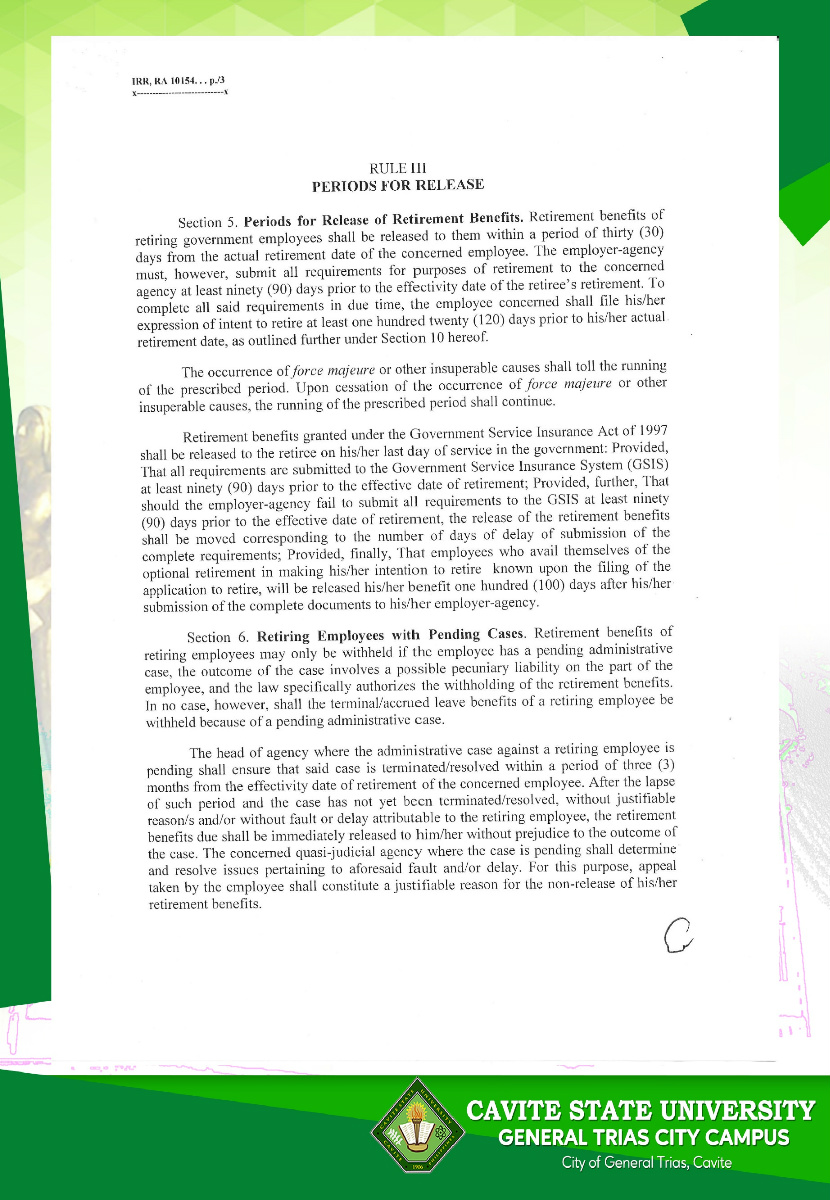 IRR, RA 10154. . . p./3
x-----------------------------x
RULE III
PERIODS FOR RELEASE
Section 5. Periods for Release of Retirement Benefits. Retirement benefits of
retiring government employees shall be released to them within a period of thirty (30)
days from the actual retirement date of the concerned employee. The employer-agency
must, however, submit all requirements for purposes of retirement to the concerned
agency at least ninety (90) days prior to the effectivity date of the retiree's retirement. To
complete all said requirements in due time, the employee concerned shall file his/her
expression of intent to retire at least one hundred twenty (120) days prior to his/her actual
retirement date, as outlined further under Section 10 hereof.
The occurrence of force majeure or other insuperable causes shall toll the running
of the prescribed period. Upon cessation of the occurrence of force majeure or other
insuperable causes, the running of the prescribed period shall continue.
Retirement benefits granted under the Government Service Insurance Act of 1997
shall be released to the retiree on his/her last day of service in the government: Provided,
That all requirements are submitted to the Government Service Insurance System (GSIS)
at least ninety (90) days prior to the effective date of retirement; Provided, further, That
should the employer-agency fail to submit all requirements to the GSIS at least ninety
(90) days prior to the effective date of retirement, the release of the retirement benefits
shall be moved corresponding to the number of days of delay of submission of the
complete requirements; Provided, finally, That employees who avail themselves of the
optional retirement in making his/her intention to retire known upon the filing of the
application to retire, will be released his/her benefit one hundred (100) days after his/her
submission of the complete documents to his/her employer-agency.
Section 6. Retiring Employees with Pending Cases. Retirement benefits of
retiring employees may only be withheld if the employee has a pending administrative
case, the outcome of the case involves a possible pecuniary liability on the part of the
employee, and the law specifically authorizes the withholding of the retirement benefits.
In no case, however, shall the terminal/accrued leave benefits of a retiring employee be
withheld because of a pending administrative case.
The head of agency where the administrative case against a retiring employee is
pending shall ensure that said case is terminated/resolved within a period of three (3)
months from the effectivity date of retirement of the concerned employee. After the lapse
of such period and the case has not yet been terminated/resolved, without justifiable
reason/s and/or without fault or delay attributable to the retiring employee, the retirement
benefits due shall be immediately released to him/her without prejudice to the outcome of
the case. The concerned quasi-judicial agency where the case is pending shall determine
and resolve issues pertaining to aforesaid fault and/or delay. For this purpose, appeal
taken by the employee shall constitute a justifiable reason for the non-release of his/her
retirement benefits.
CAVITE STATE UNIVERSITY
GENERAL TRIAS CITY CAMPUS
City of General Trias, Cavite
1906